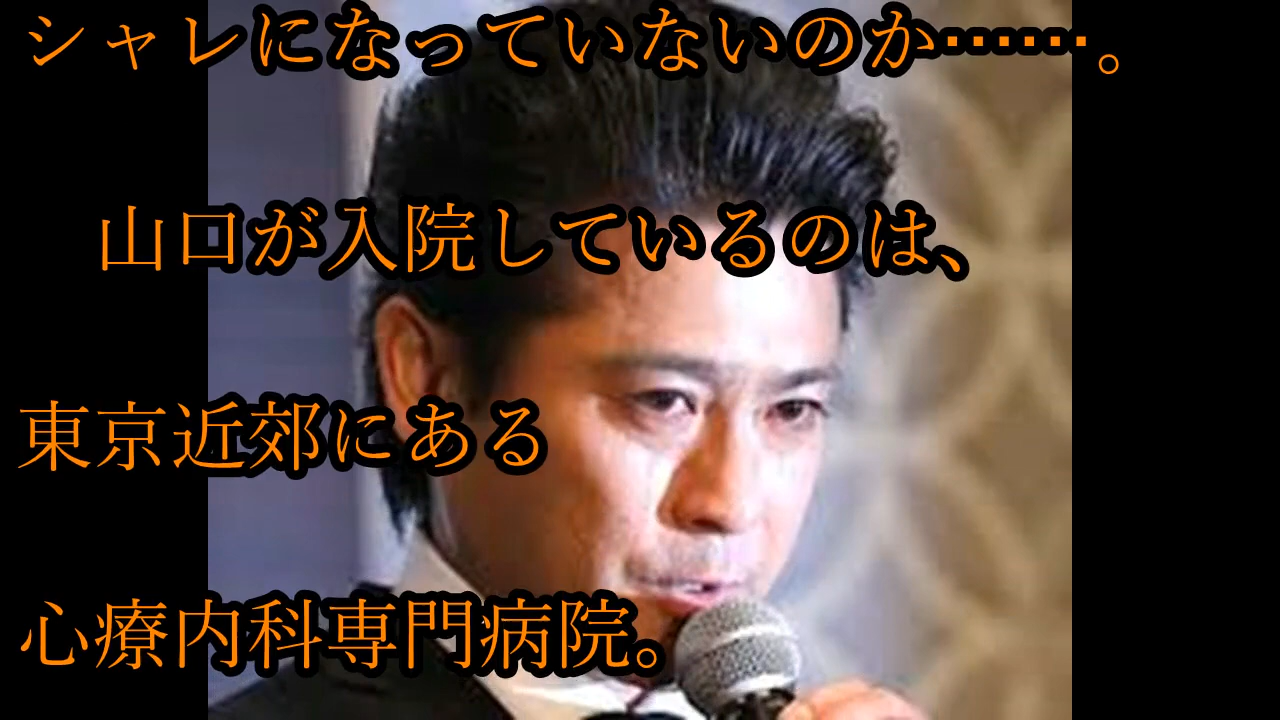 シャレになっていないのか……。
山口が入院しているのは、
東京近郊にある
心療内科専門病院。